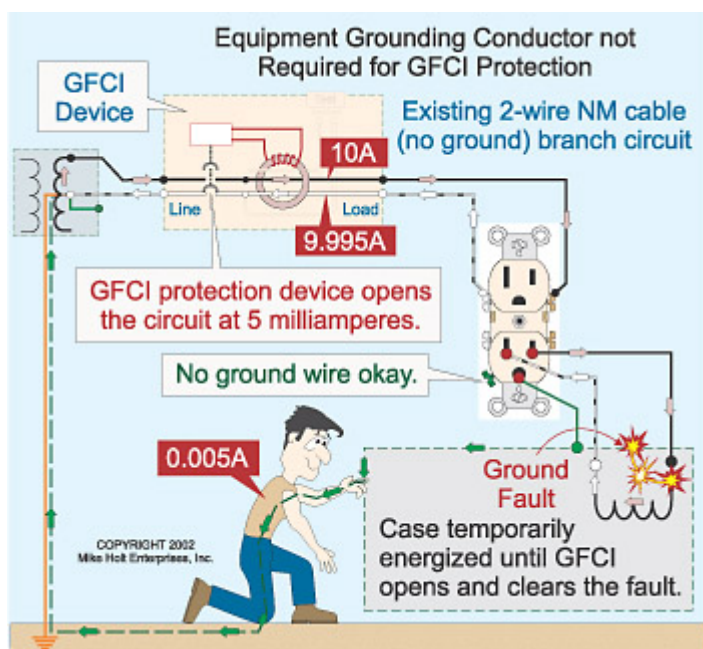 Equipment Grounding Conductor not
Required for GFCI Protection
GFCI
Device
Existing 2-wire NM cable
(no ground) branch circuit
10A
Line
Load
9.995A
GFCI protection device opens
the circuit at 5 milliamperes.
No ground wire okay.
0.005A
Ground
Fault
Case temporarily
energized until GFCI
opens and clears the fault.
COPYRIGHT 2002
Mike Holt Enterprises, Inc.